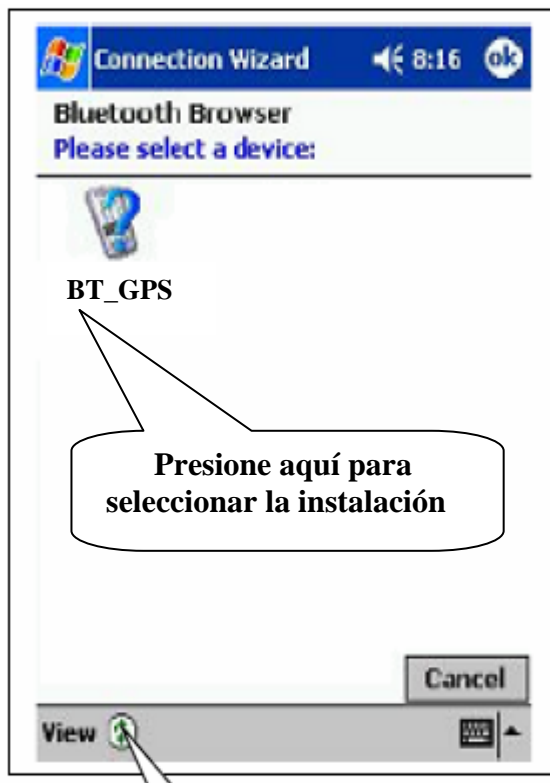 Connection Wizard 8:16 ok
Bluetooth Browser
Please select a device:
BT_GPS
Presione aquí para
seleccionar la instalación
Cancel
View